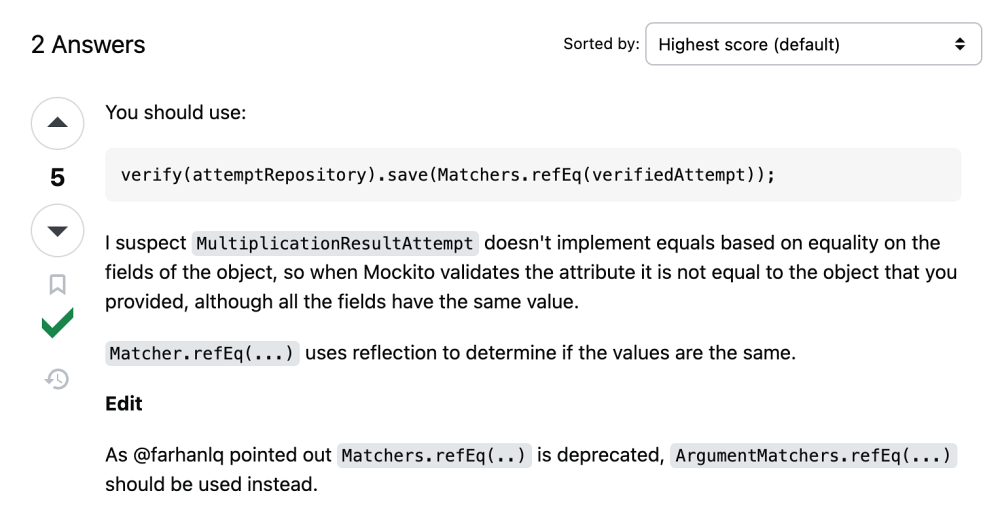 2 Answers
Sorted by:
Highest score (default)
You should use:
5
verify(attemptRepository).save(Matchers.refEq(verifiedAttempt));
I suspect MultiplicationResultAttempt doesn't implement equals based on equality on the
fields of the object, so when Mockito validates the attribute it is not equal to the object that you
provided, although all the fields have the same value.
Matcher.refEq(...) uses reflection to determine if the values are the same.
Edit
As @farhanlq pointed out Matchers.refEq(..) is deprecated, ArgumentMatchers.refEq(...)
should be used instead.